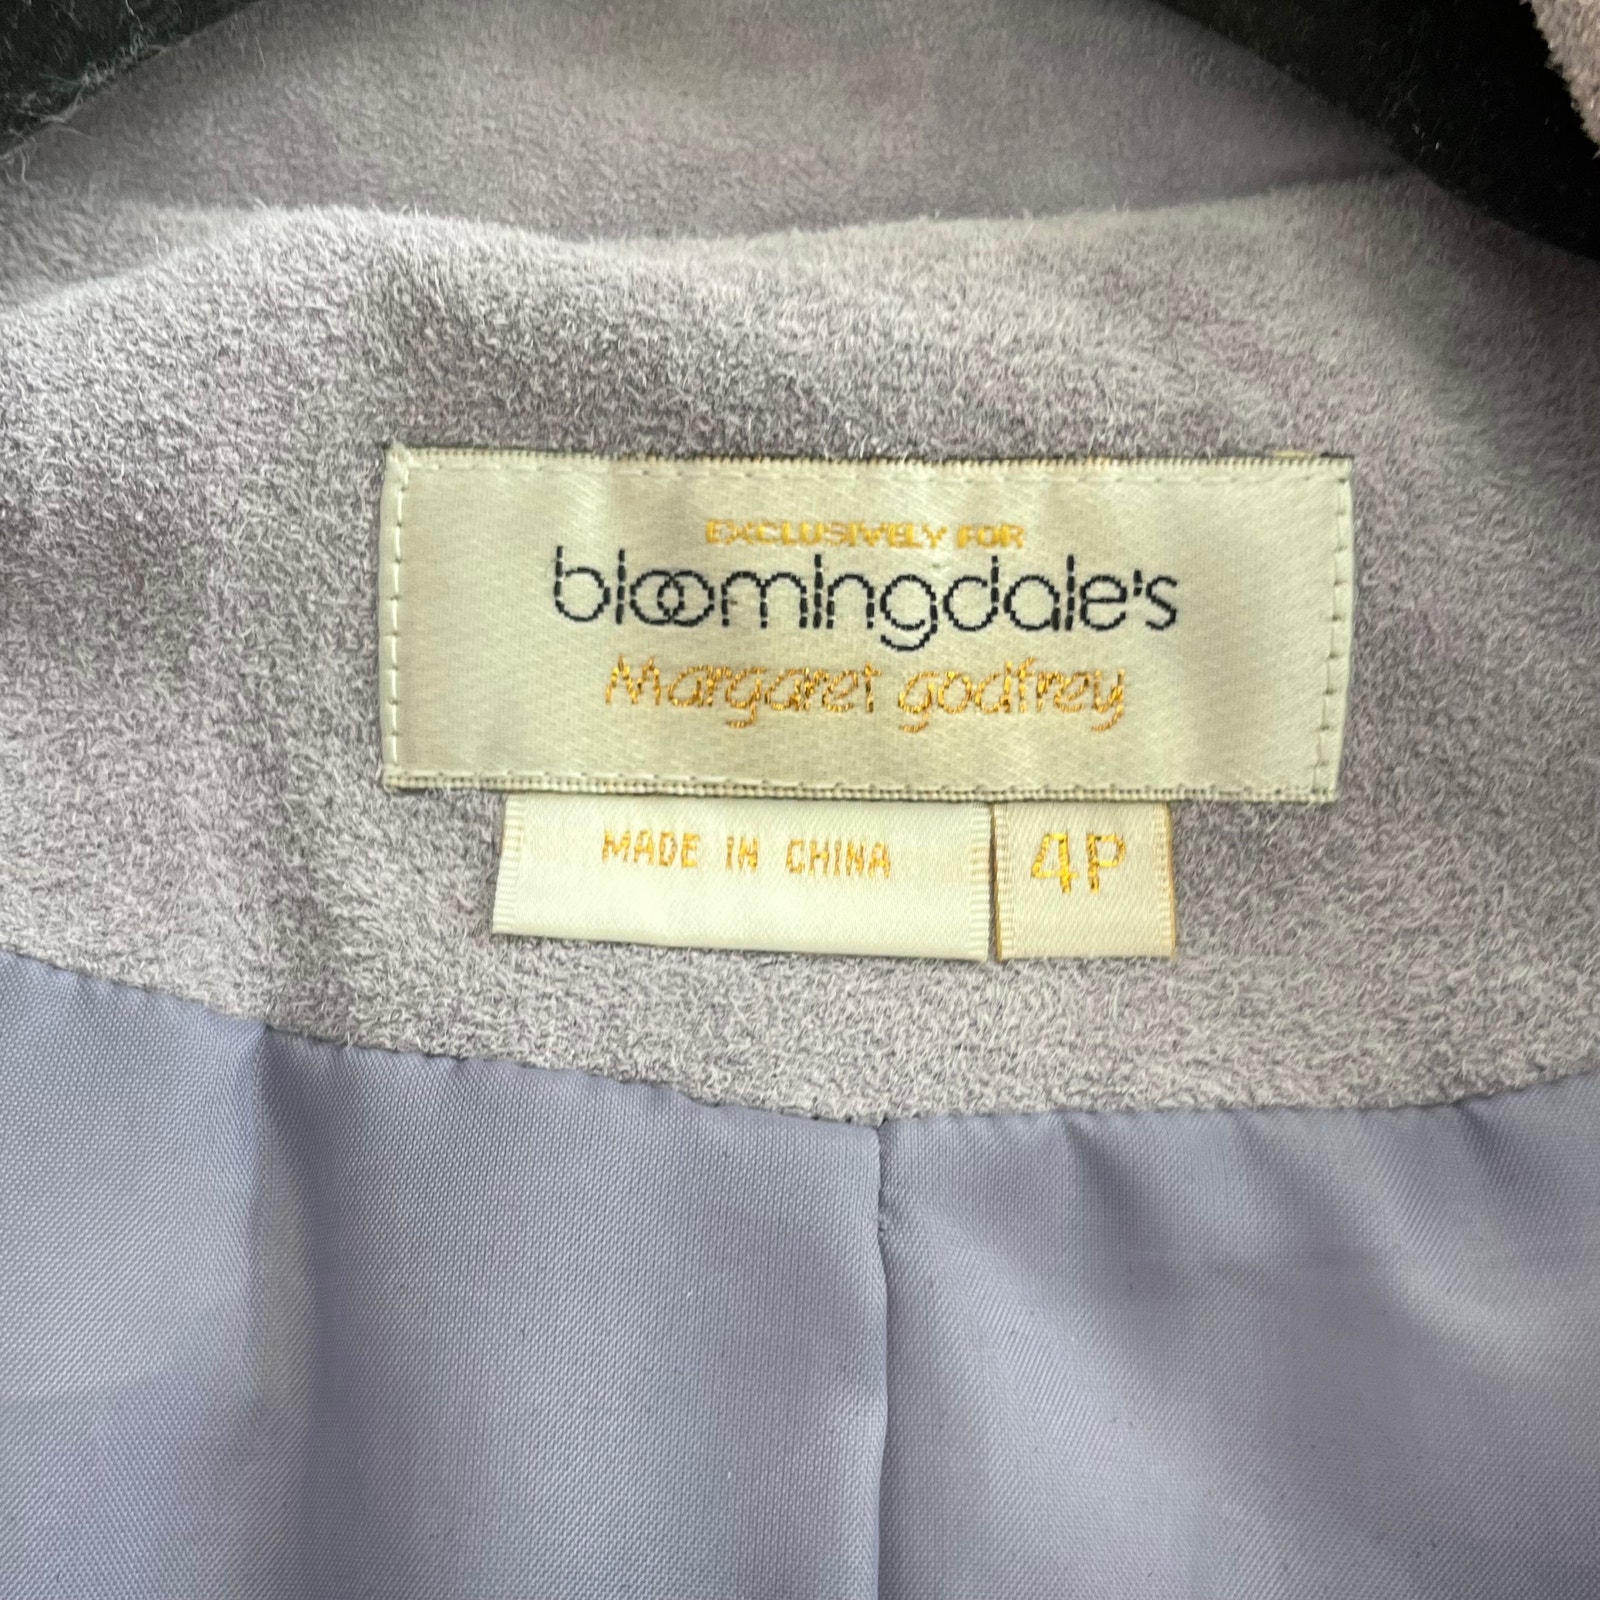 EXCLUSIVELY FOR
bloomingdale's
Margaret godfrey
MADE IN CHINA
4P